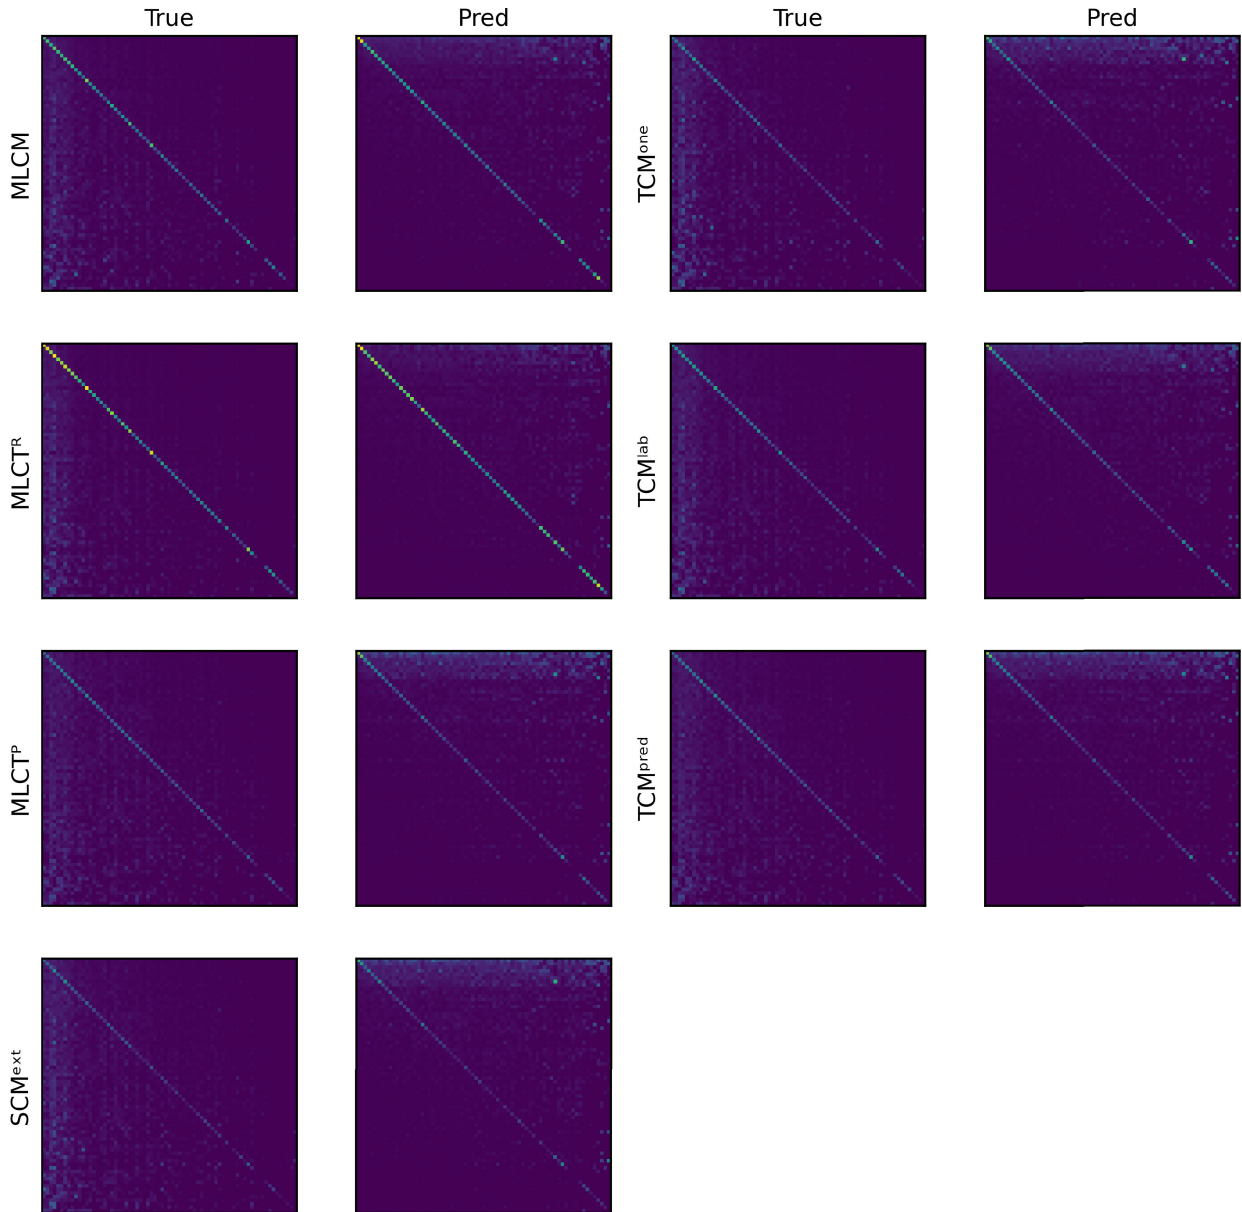 True Pred True Pred
MLCM
TCMᵒⁿᵉ
MLCTᴿ
TCMˡᵃᵇ
MLCTᴾ
TCMᵖʳᵉᵈ
SCMᵉˣᵗ